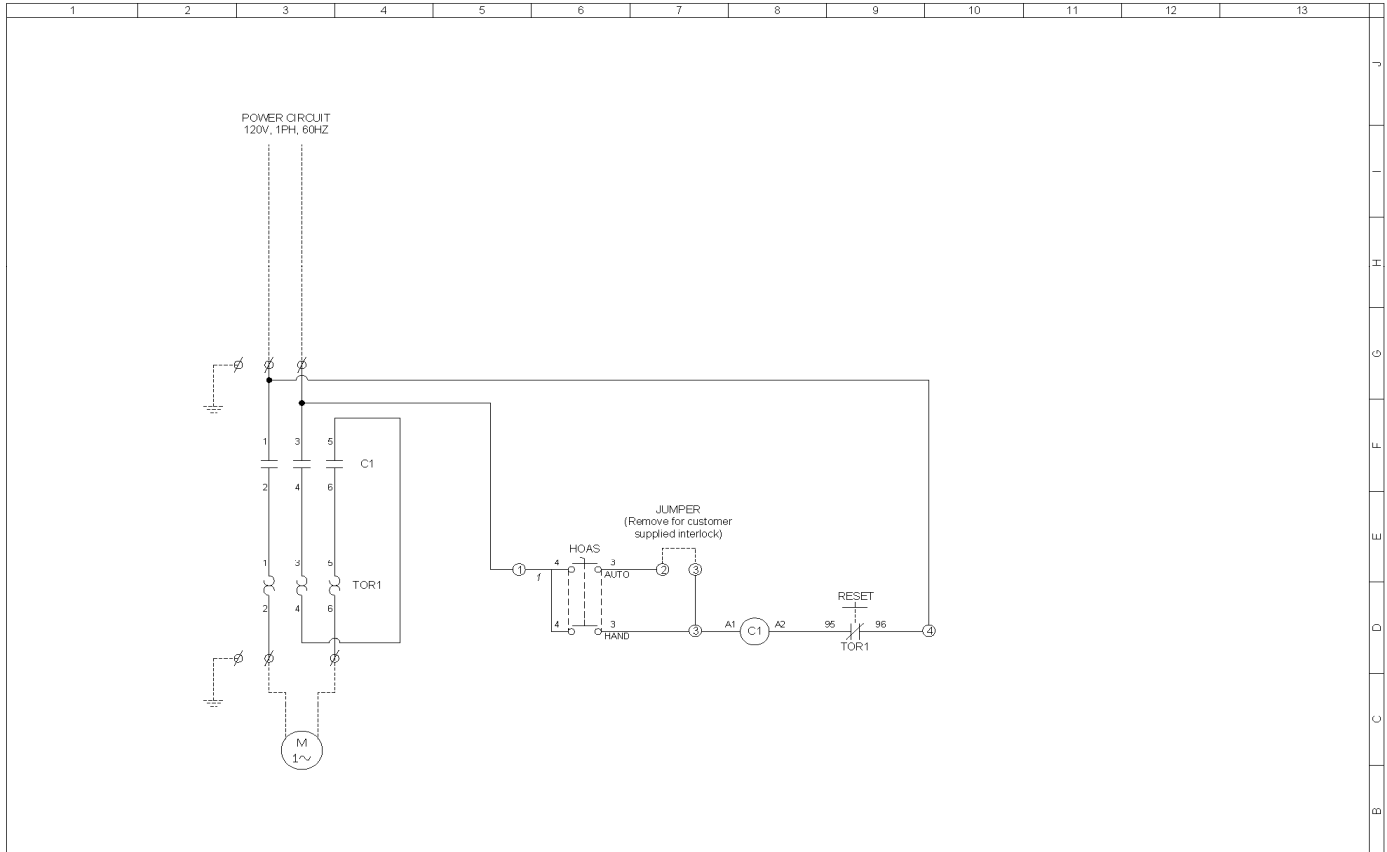 1 2 3 4 5 6 7 8 9 10 11 12 13
J
POWER CIRCUIT
120V, 1PH, 60HZ
I
H
G
F
1 3 5
C1
2 4 6
JUMPER
(Remove for customer
supplied interlock)
E
HOAS
1 3 5
4 3
1 1 AUTO 2 3
TOR1
RESET
2 4 6
4 3
HAND
3 A1 C1 A2 95 96 4
TOR1
D
C
M
1~
B